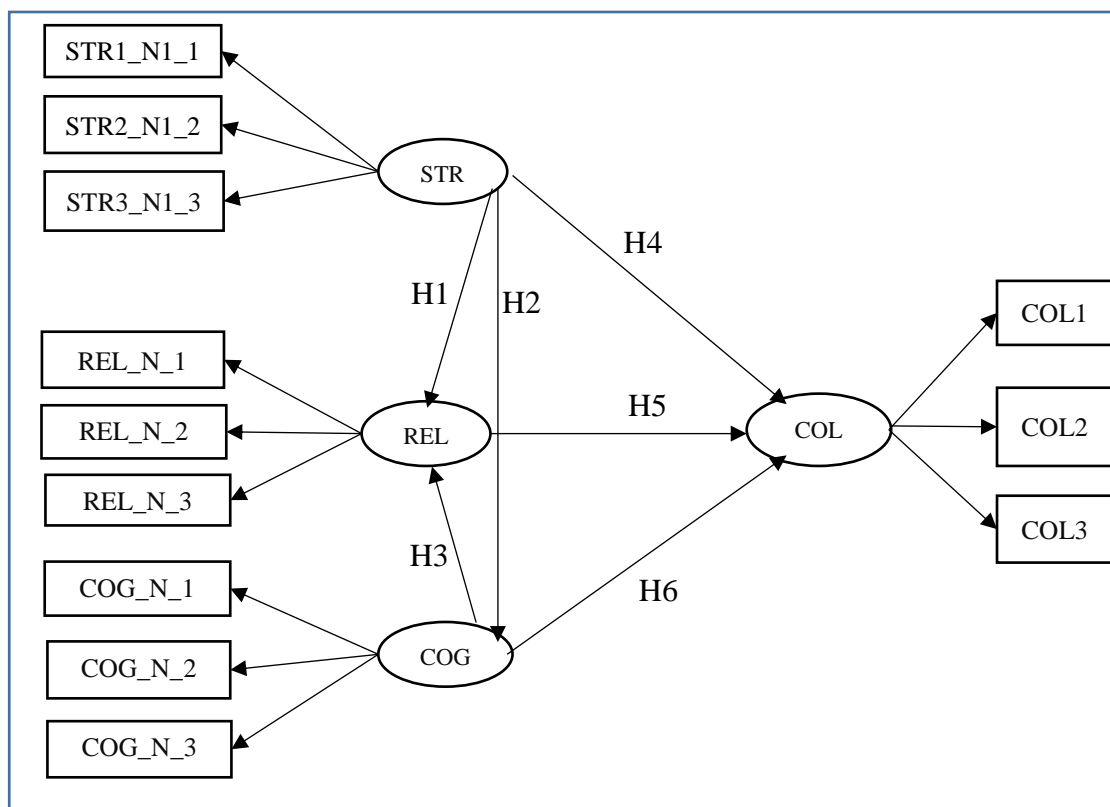 STR1_N1_1
STR2_N1_2
STR3_N1_3
STR
H4
H1
H2
COL1
REL_N_1
REL_N_2
REL_N_3
REL
H5
COL
COL2
COL3
H3
H6
COG_N_1
COG_N_2
COG_N_3
COG